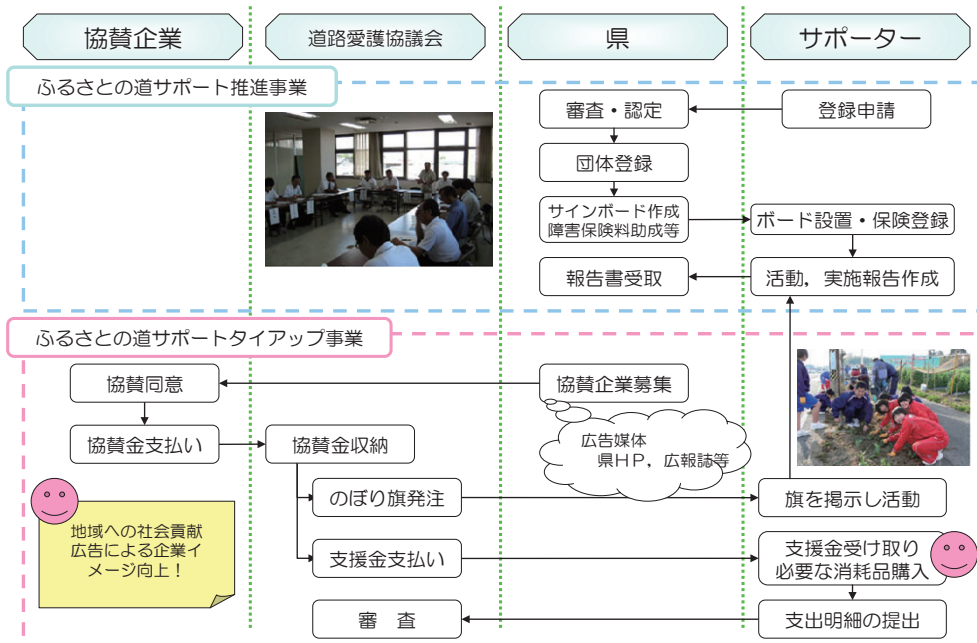 協賛企業
道路愛護協議会
県
サポーター
ふるさとの道サポート推進事業
審査・認定
登録申請
団体登録
サインボード作成
障害保険料助成等
ボード設置・保険登録
報告書受取
活動，実施報告作成
ふるさとの道サポートタイアップ事業
協賛同意
協賛企業募集
広告媒体
県ＨＰ，広報誌等
協賛金支払い
協賛金収納
のぼり旗発注
旗を掲示し活動
地域への社会貢献
広告による企業イ
メージ向上！
支援金支払い
支援金受け取り
必要な消耗品購入
審　査
支出明細の提出